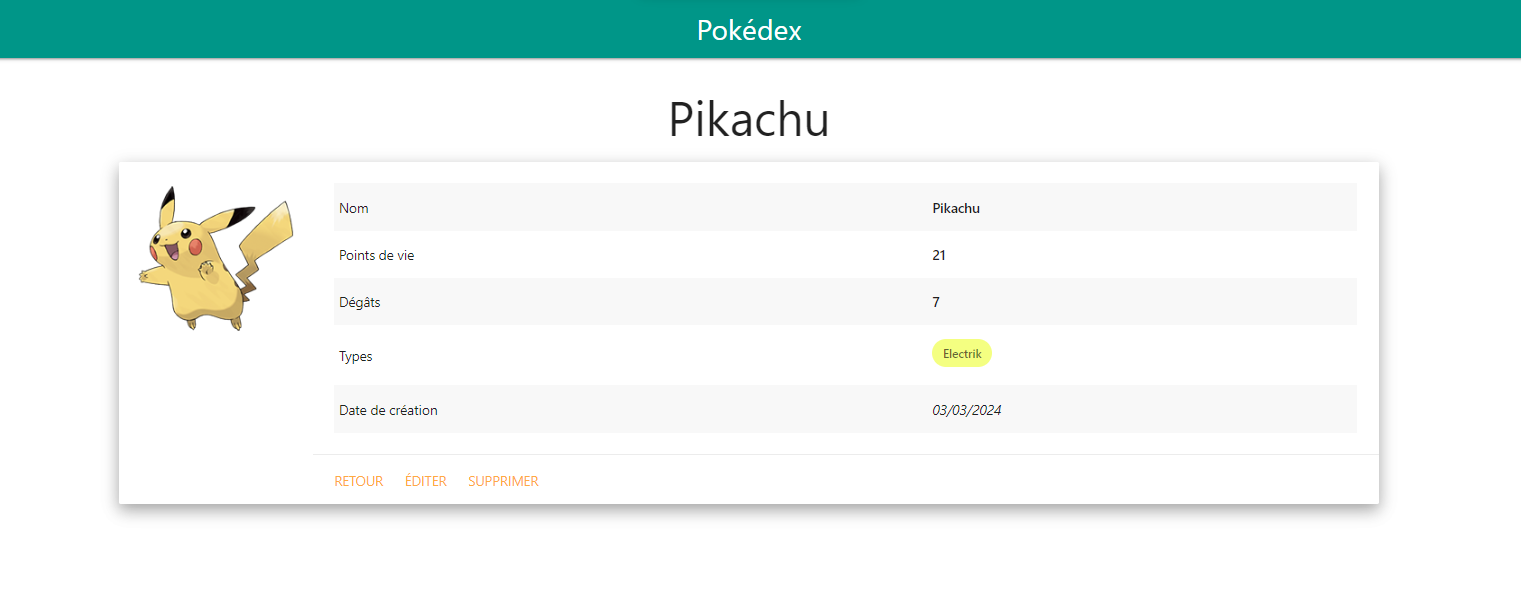 Pokédex
Pikachu
Nom Pikachu
Points de vie 21
Dégâts 7
Types Electrik
Date de création 03/03/2024
RETOUR ÉDITER SUPPRIMER